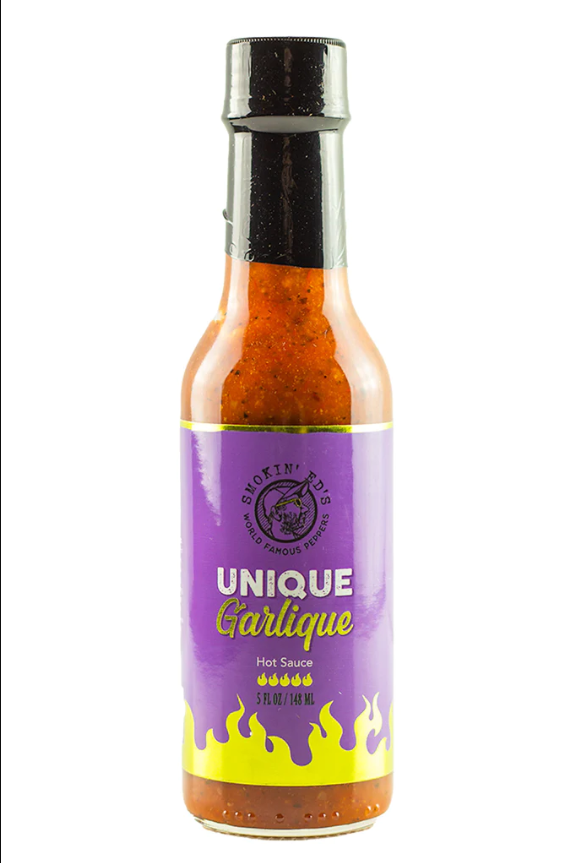 SMOKIN' ED'S
WORLD FAMOUS PEPPERS
UNIQUE
Garlique
Hot Sauce
5 FL OZ / 148 ML